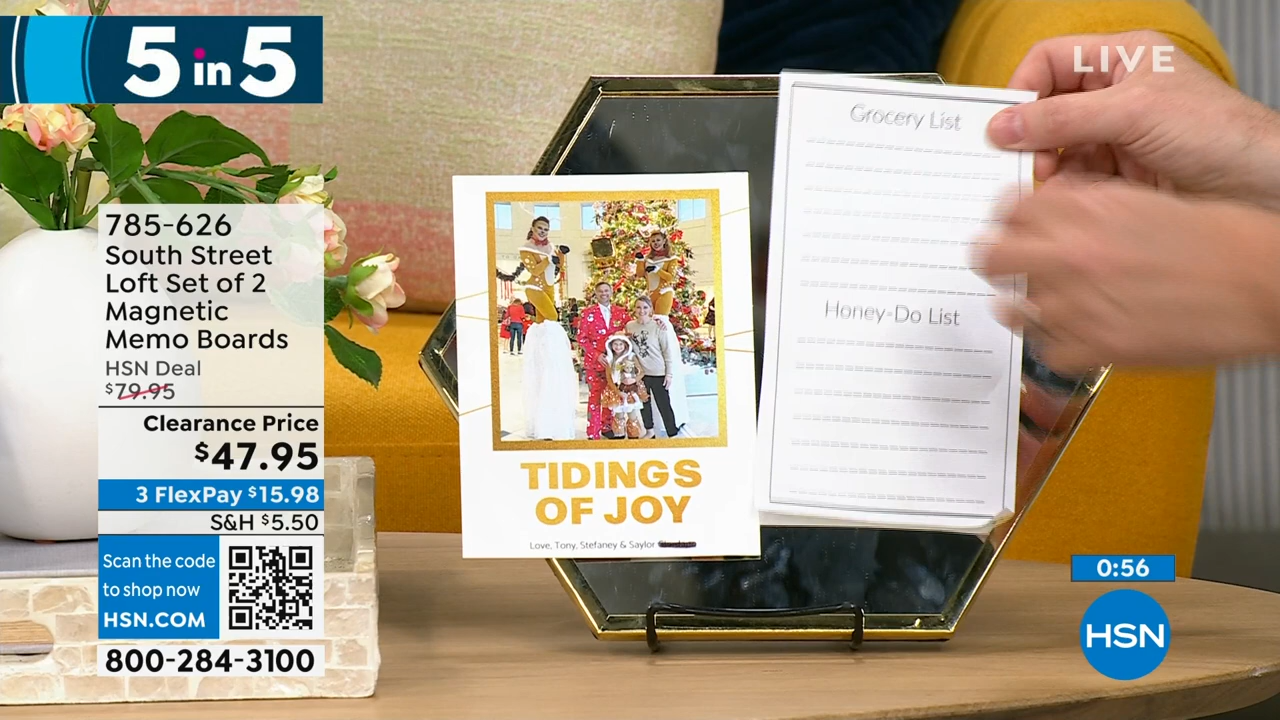 5 in 5
LIVE
785-626
South Street
Loft Set of 2
Magnetic
Memo Boards
HSN Deal
$79.95
Clearance Price
$47.95
3 FlexPay $15.98
S&H $5.50
Scan the code
to shop now
HSN.COM
800-284-3100
TIDINGS
OF JOY
Love, Tony, Stefaney & Saylor
Grocery List
Honey-Do List
0:56
HSN